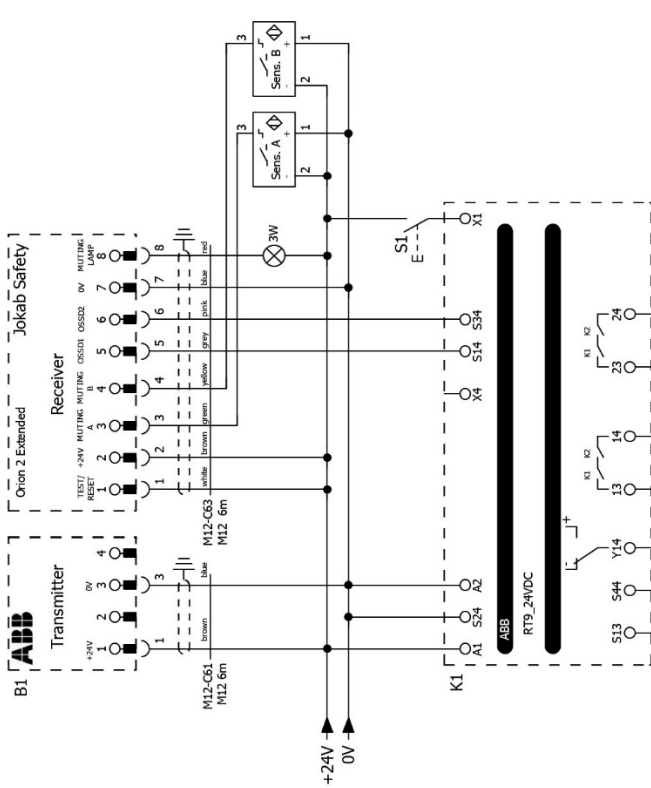 B1
ABB
Transmitter
+24V
0V
1 2 3 4
1 3
brown
blue
M12-C61
M12 6m
Orion 2 Extended
Jokab Safety
Receiver
TEST/
RESET
+24V
MUTING
A
MUTING
B
OSSD1
OSSD2
0V
MUTING
LAMP
1 2 3 4 5 6 7 8
1 2 3 4 5 6 7 8
white
brown
green
yellow
grey
pink
blue
red
M12-C63
M12 6m
3W
3
Sens. A
+
-
1
2
3
Sens. B
+
-
1
2
+24V
0V
S1
E
K1
A1
S24
A2
X4
S14
S34
X1
ABB
RT9_24VDC
+
-
K1
K2
K1
K2
S13
S44
Y14
13
14
23
24